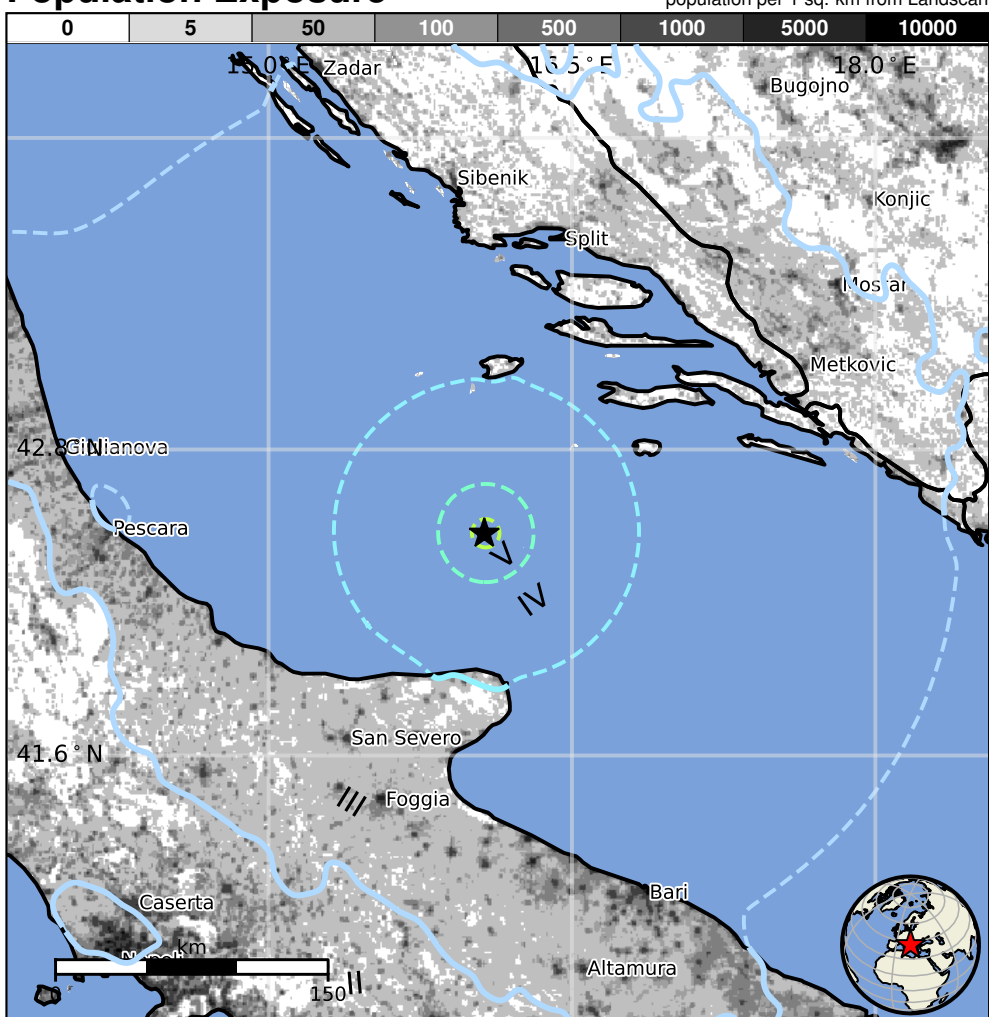 Population Exposure
population per 1 sq. km from Landscan
0 5 50 100 500 1000 5000 10000
15.0°E 16.5°E 18.0°E
Zadar
Bugojno
Sibenik
Konjic
Split
Mostar
Metkovic
42.8°N
Giulianova
Pescara
V
IV
San Severo
41.6°N
III
Foggia
Bari
Caserta
km
Napoli
Altamura
II
150